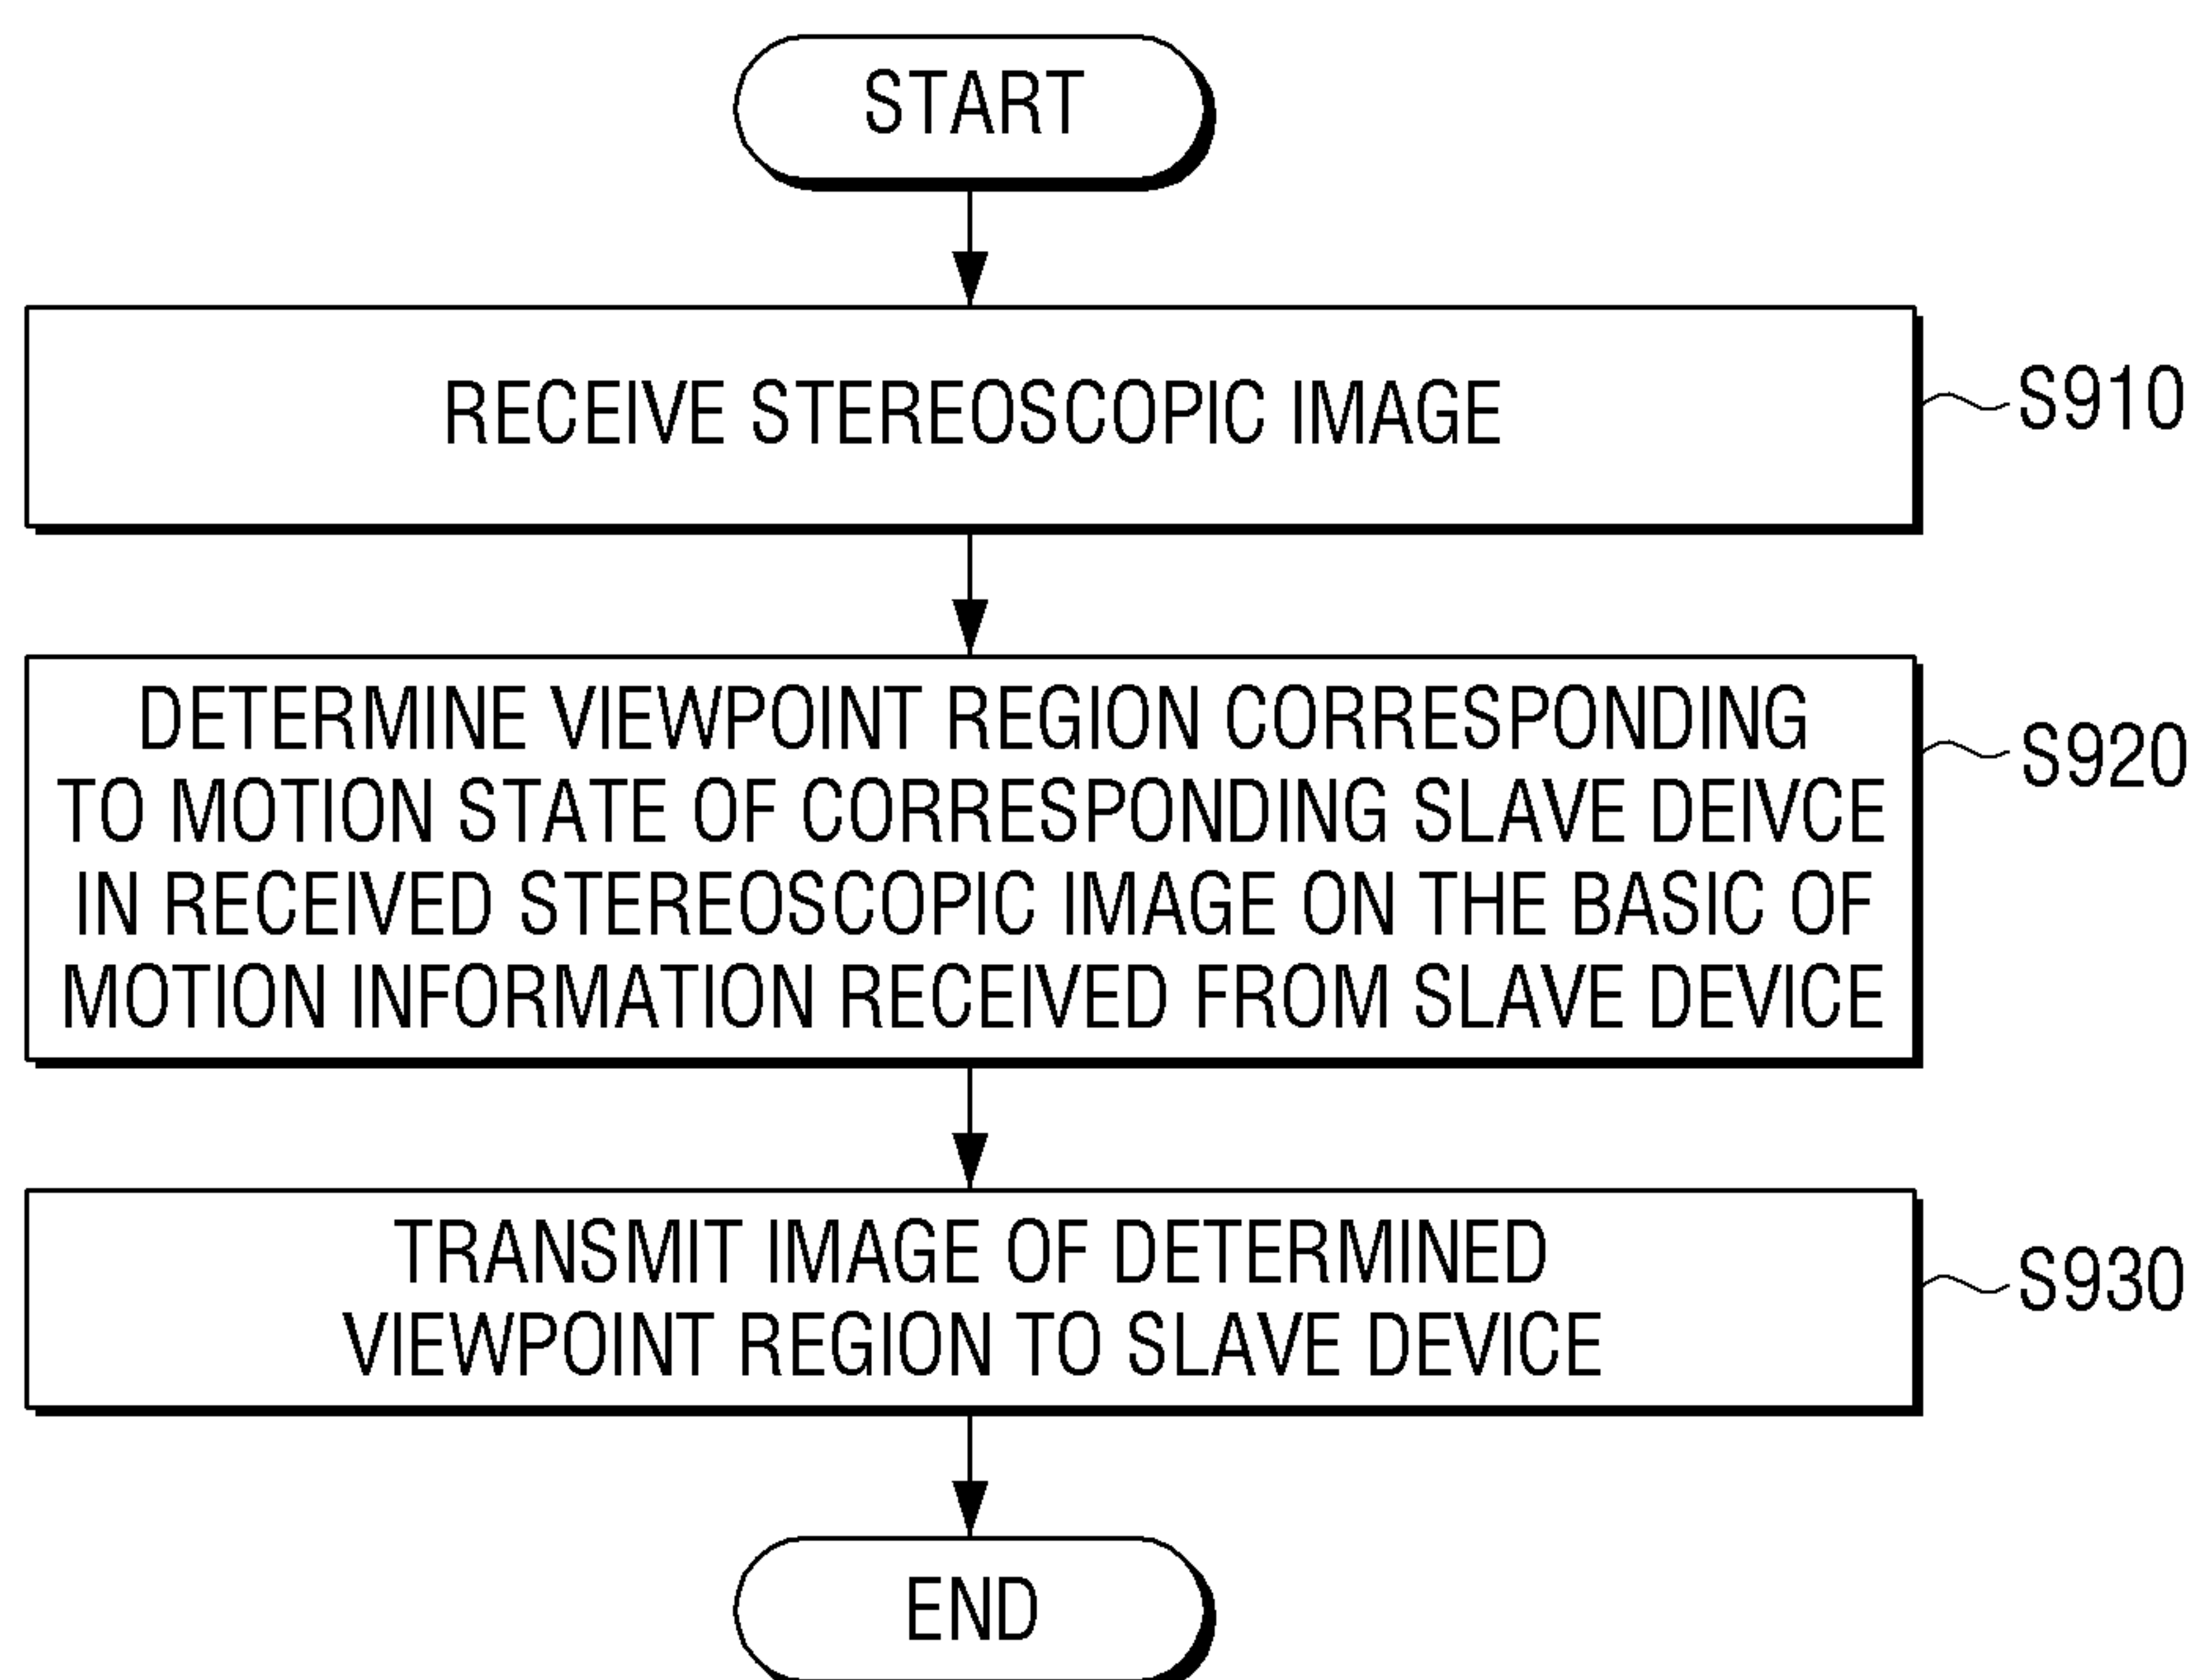 START
RECEIVE STEREOSCOPIC IMAGE
S910
DETERMINE VIEWPOINT REGION CORRESPONDING
TO MOTION STATE OF CORRESPONDING SLAVE DEIVCE
IN RECEIVED STEREOSCOPIC IMAGE ON THE BASIC OF
MOTION INFORMATION RECEIVED FROM SLAVE DEVICE
S920
TRANSMIT IMAGE OF DETERMINED
VIEWPOINT REGION TO SLAVE DEVICE
S930
END